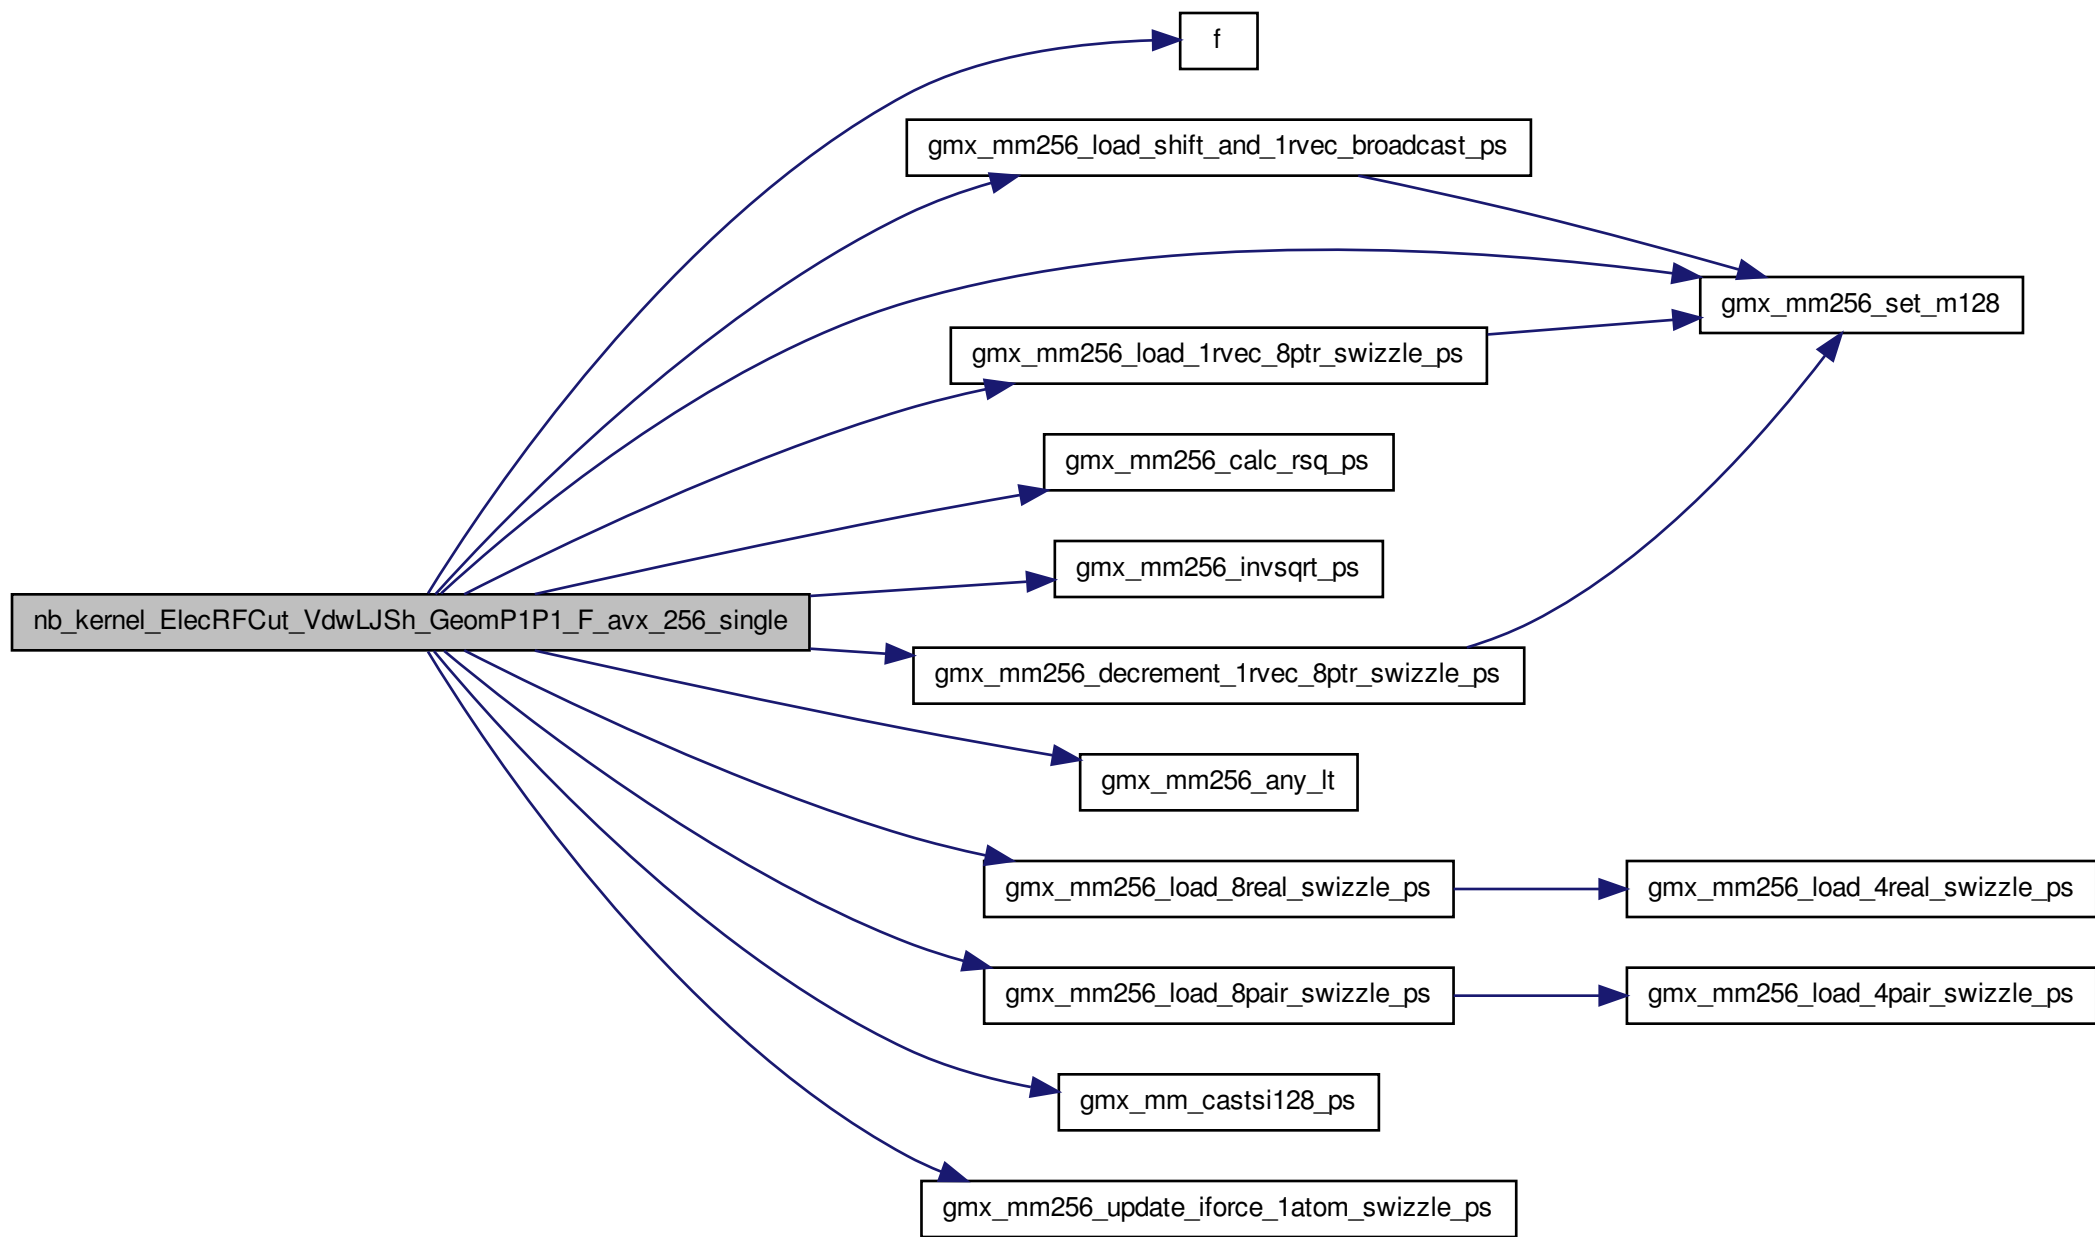 f
gmx_mm256_load_shift_and_1rvec_broadcast_ps
gmx_mm256_set_m128
gmx_mm256_load_1rvec_8ptr_swizzle_ps
gmx_mm256_calc_rsq_ps
gmx_mm256_invsqrt_ps
nb_kernel_ElecRFCut_VdwLJSh_GeomP1P1_F_avx_256_single
gmx_mm256_decrement_1rvec_8ptr_swizzle_ps
gmx_mm256_any_lt
gmx_mm256_load_8real_swizzle_ps
gmx_mm256_load_4real_swizzle_ps
gmx_mm256_load_8pair_swizzle_ps
gmx_mm256_load_4pair_swizzle_ps
gmx_mm_castsi128_ps
gmx_mm256_update_iforce_1atom_swizzle_ps